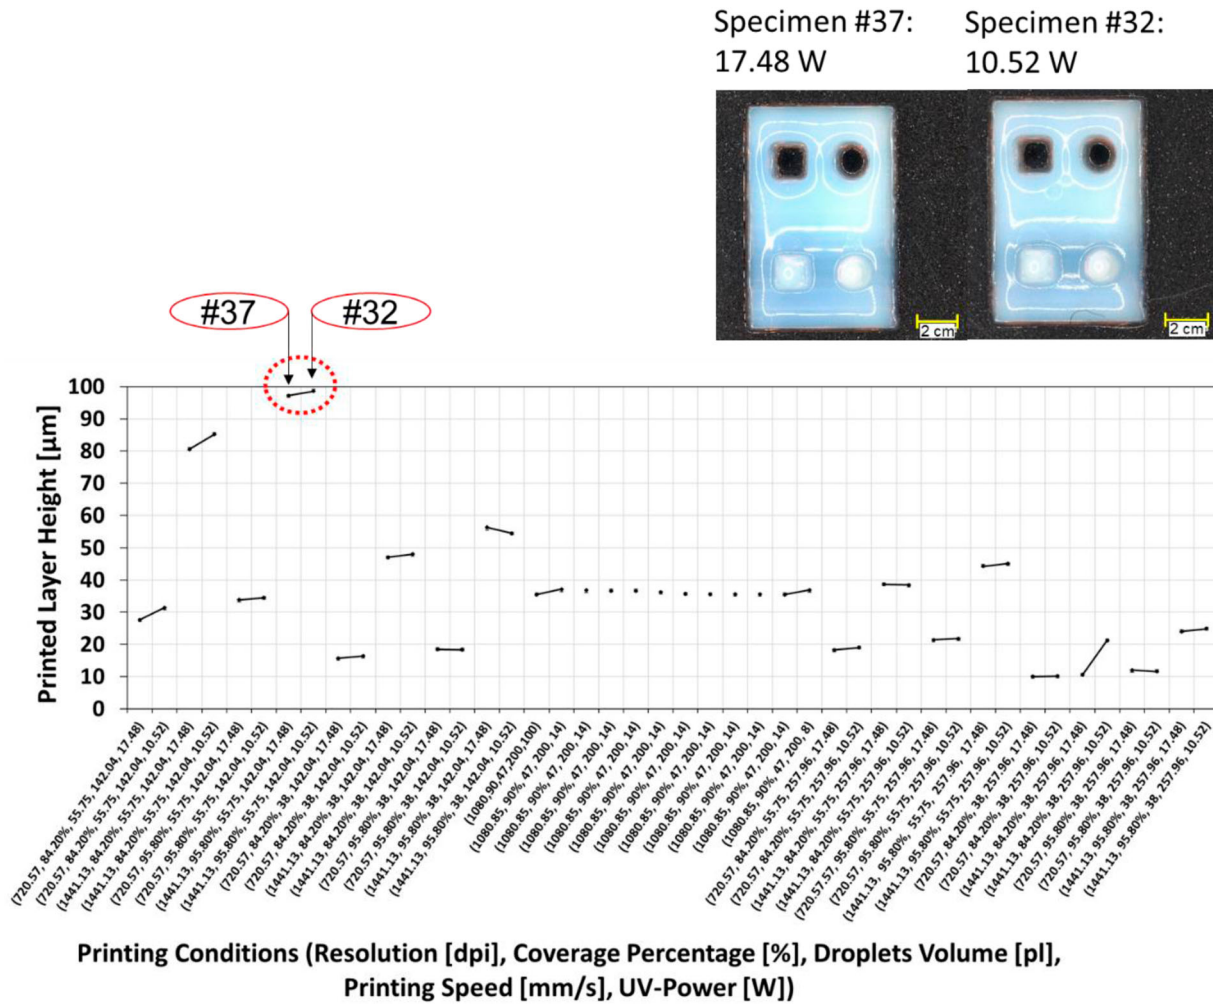 Specimen #37:
17.48 W
Specimen #32:
10.52 W
2 cm
2 cm
#37
#32
Printed Layer Height [µm]
100
90
80
70
60
50
40
30
20
10
0
(720.57, 84.20%, 55.75, 142.04, 17.48)
(720.57, 84.20%, 55.75, 142.04, 10.52)
(1441.13, 84.20%, 55.75, 142.04, 17.48)
(1441.13, 84.20%, 55.75, 142.04, 10.52)
(720.57, 95.80%, 55.75, 142.04, 17.48)
(720.57, 95.80%, 55.75, 142.04, 10.52)
(1441.13, 95.80%, 55.75, 142.04, 17.48)
(1441.13, 95.80%, 55.75, 142.04, 10.52)
(720.57, 84.20%, 38, 142.04, 17.48)
(720.57, 84.20%, 38, 142.04, 10.52)
(1441.13, 84.20%, 38, 142.04, 17.48)
(1441.13, 84.20%, 38, 142.04, 10.52)
(720.57, 95.80%, 38, 142.04, 17.48)
(720.57, 95.80%, 38, 142.04, 10.52)
(1441.13, 95.80%, 38, 142.04, 17.48)
(1441.13, 95.80%, 38, 142.04, 10.52)
(1080,90,47,200,100)
(1080.85, 90%, 47, 200, 14)
(1080.85, 90%, 47, 200, 14)
(1080.85, 90%, 47, 200, 14)
(1080.85, 90%, 47, 200, 14)
(1080.85, 90%, 47, 200, 14)
(1080.85, 90%, 47, 200, 14)
(1080.85, 90%, 47, 200, 14)
(1080.85, 90%, 47, 200, 14)
(1080.85, 90%, 47, 200, 14)
(1080.85, 90%, 47, 200, 14)
(1080.85, 90%, 47, 200, 8)
(720.57, 84.20%, 55.75, 257.96, 17.48)
(720.57, 84.20%, 55.75, 257.96, 10.52)
(1441.13, 84.20%, 55.75, 257.96, 17.48)
(1441.13, 84.20%, 55.75, 257.96, 10.52)
(720.57, 95.80%, 55.75, 257.96, 17.48)
(720.57, 95.80%, 55.75, 257.96, 10.52)
(1441.13, 95.80%, 55.75, 257.96, 17.48)
(1441.13, 95.80%, 55.75, 257.96, 10.52)
(720.57, 84.20%, 38, 257.96, 17.48)
(720.57, 84.20%, 38, 257.96, 10.52)
(1441.13, 84.20%, 38, 257.96, 17.48)
(1441.13, 84.20%, 38, 257.96, 10.52)
(720.57, 95.80%, 38, 257.96, 17.48)
(720.57, 95.80%, 38, 257.96, 10.52)
(1441.13, 95.80%, 38, 257.96, 17.48)
(1441.13, 95.80%, 38, 257.96, 10.52)
Printing Conditions (Resolution [dpi], Coverage Percentage [%], Droplets Volume [pl],
Printing Speed [mm/s], UV-Power [W])